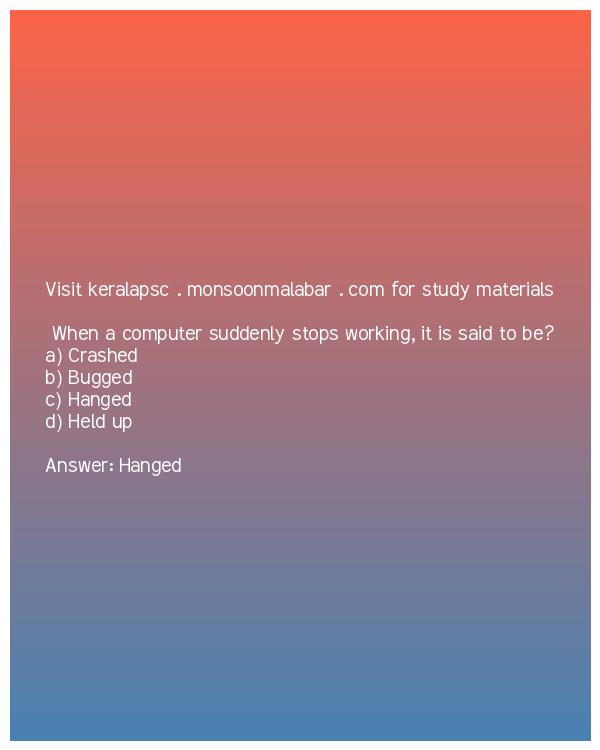 Visit keralapsc . monsoonmalabar . com for study materials
When a computer suddenly stops working, it is said to be?
a) Crashed
b) Bugged
c) Hanged
d) Held up
Answer: Hanged